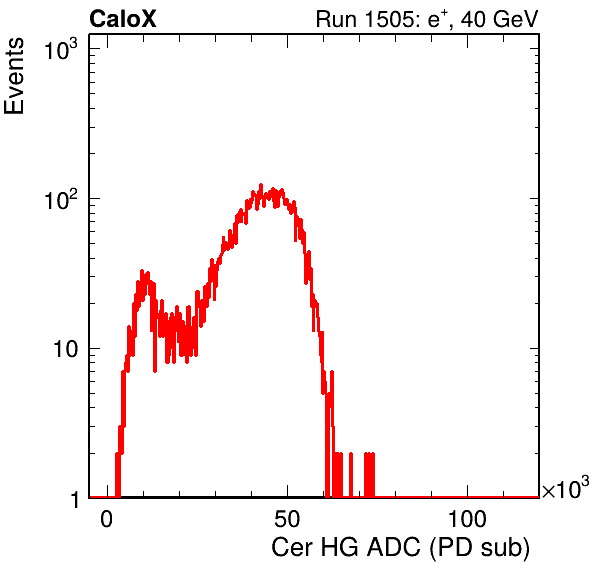 CaloX Run 1505: e⁺, 40 GeV
Events
10³
10²
10
1
0 50 100 ×10³
Cer HG ADC (PD sub)